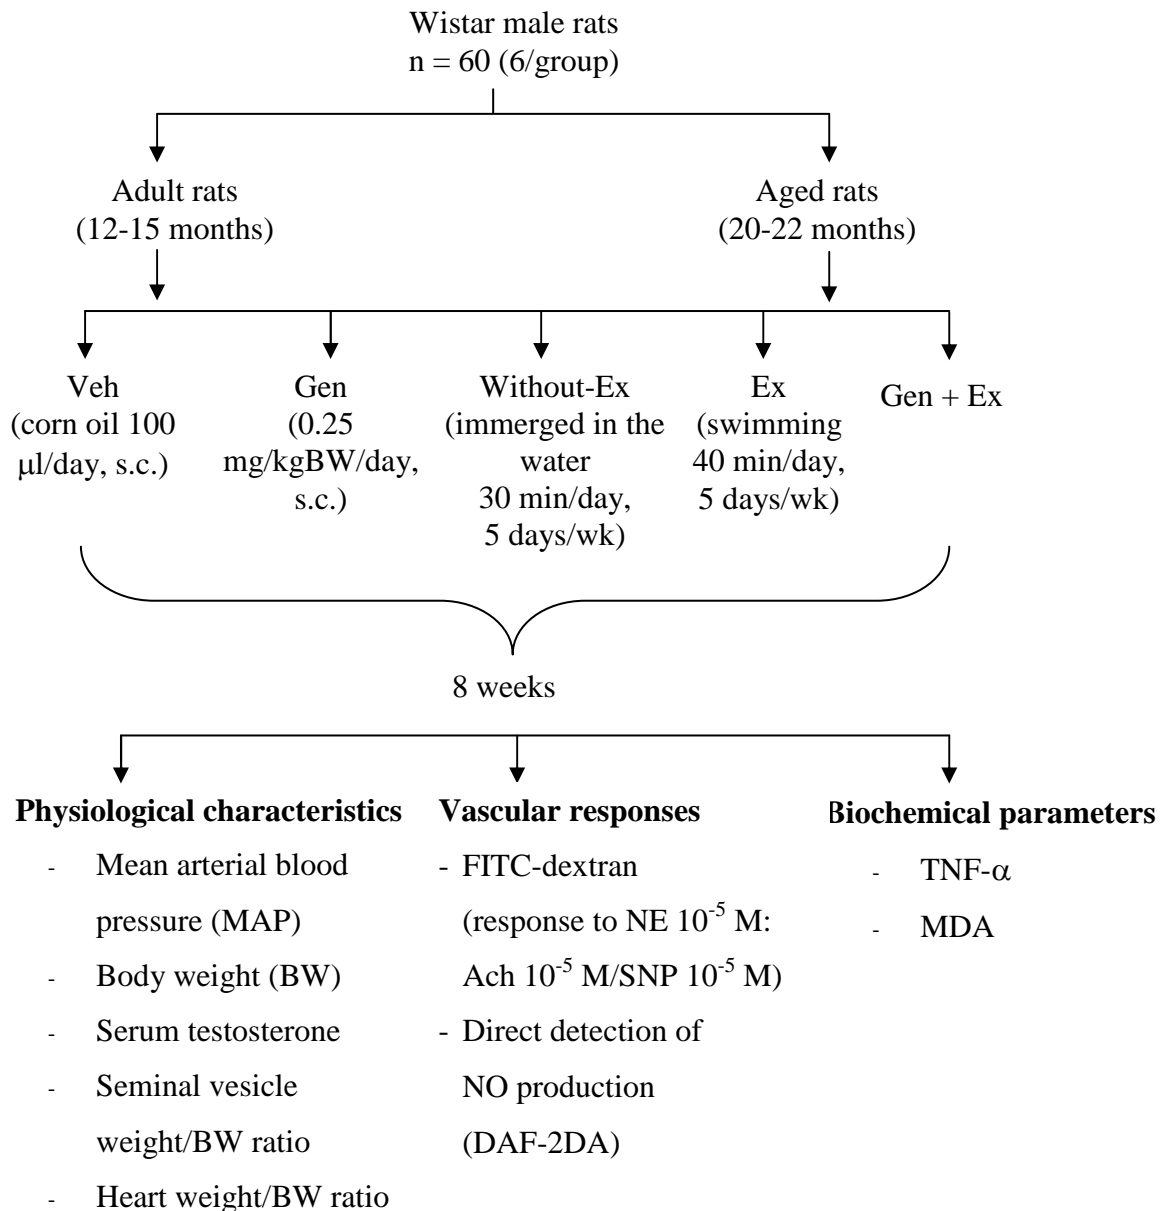 Wistar male rats
n = 60 (6/group)
Adult rats
(12-15 months)
Aged rats
(20-22 months)
Veh
(corn oil 100
μl/day, s.c.)
Gen
(0.25
mg/kgBW/day,
s.c.)
Without-Ex
(immerged in the
water
30 min/day,
5 days/wk)
Ex
(swimming
40 min/day,
5 days/wk)
Gen + Ex
8 weeks
Physiological characteristics
- Mean arterial blood
pressure (MAP)
- Body weight (BW)
- Serum testosterone
- Seminal vesicle
weight/BW ratio
- Heart weight/BW ratio
Vascular responses
- FITC-dextran
(response to NE 10⁻⁵ M:
Ach 10⁻⁵ M/SNP 10⁻⁵ M)
- Direct detection of
NO production
(DAF-2DA)
Biochemical parameters
- TNF-α
- MDA